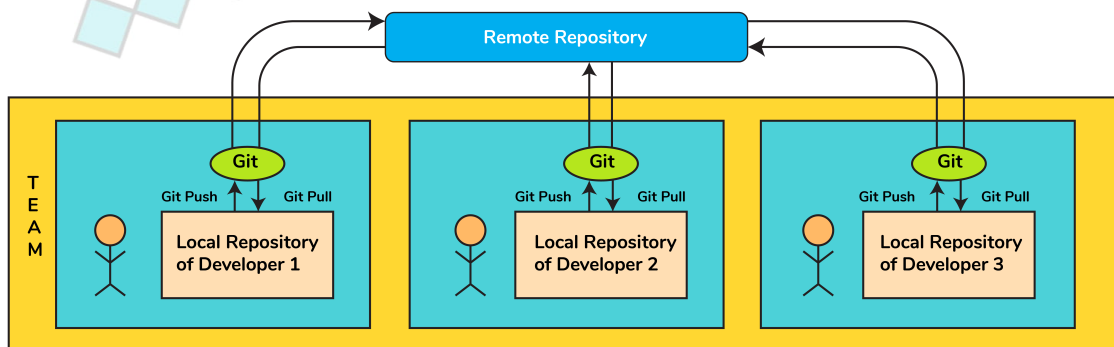 Remote Repository
TEAM
Git
Git Push
Git Pull
Local Repository
of Developer 1
Git
Git Push
Git Pull
Local Repository
of Developer 2
Git
Git Push
Git Pull
Local Repository
of Developer 3